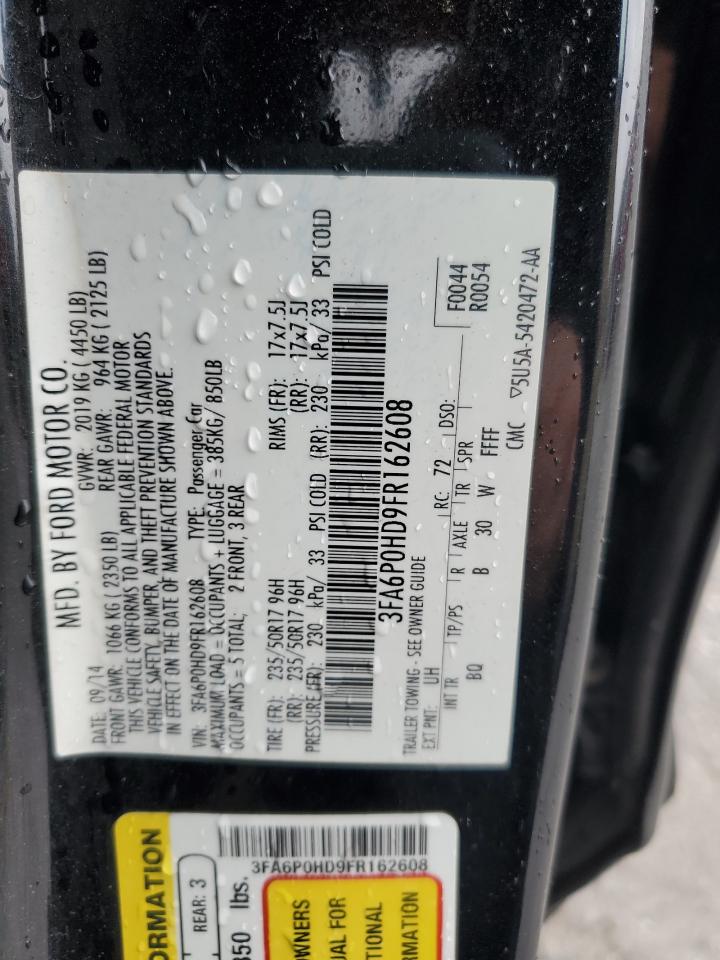 MFD. BY FORD MOTOR CO.
DATE: 09/14 GVWR: 2019 KG ( 4450 LB)
FRONT GAWR: 1066 KG ( 2350 LB) REAR GAWR: 964 KG ( 2125 LB)
THIS VEHICLE CONFORMS TO ALL APPLICABLE FEDERAL MOTOR
VEHICLE SAFETY, BUMPER, AND THEFT PREVENTION STANDARDS
IN EFFECT ON THE DATE OF MANUFACTURE SHOWN ABOVE.
VIN: 3FA6P0HD9FR162608 TYPE: Passenger Car
MAXIMUM LOAD = OCCUPANTS + LUGGAGE = 385KG/ 850LB
OCCUPANTS = 5 TOTAL: 2 FRONT, 3 REAR
TIRE (FR): 235/50R17 96H RIMS (FR): 17x7.5J
(RR): 235/50R17 96H (RR): 17x7.5J
PRESSURE(FR): 230 kPa/ 33 PSI COLD (RR): 230 kPa/ 33 PSI COLD
3FA6P0HD9FR162608
TRAILER TOWING - SEE OWNER GUIDE
F0044
R0054
EXT PNT: UH RC: 72 DSO:
INT TR TP/PS R AXLE TR SPR
BQ B 30 W FFFF
CMC ▽5U5A-5420472-AA
ORMATION
REAR: 3
350 lbs.
3FA6P0HD9FR162608
OWNERS
UAL FOR
TIONAL
MATION